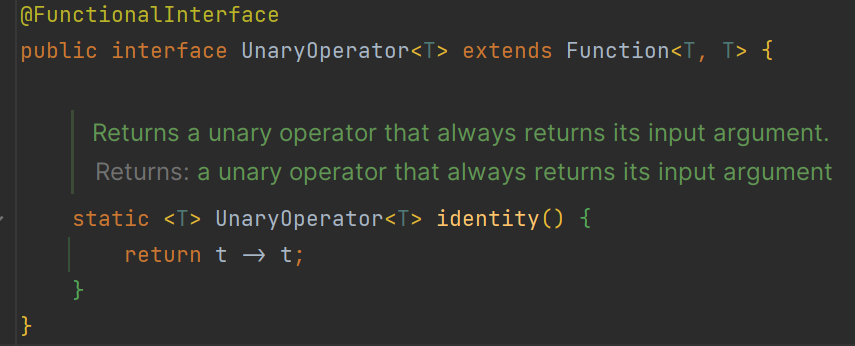 @FunctionalInterface
public interface UnaryOperator<T> extends Function<T, T> {
Returns a unary operator that always returns its input argument.
Returns: a unary operator that always returns its input argument
static <T> UnaryOperator<T> identity() {
return t → t;
}
}